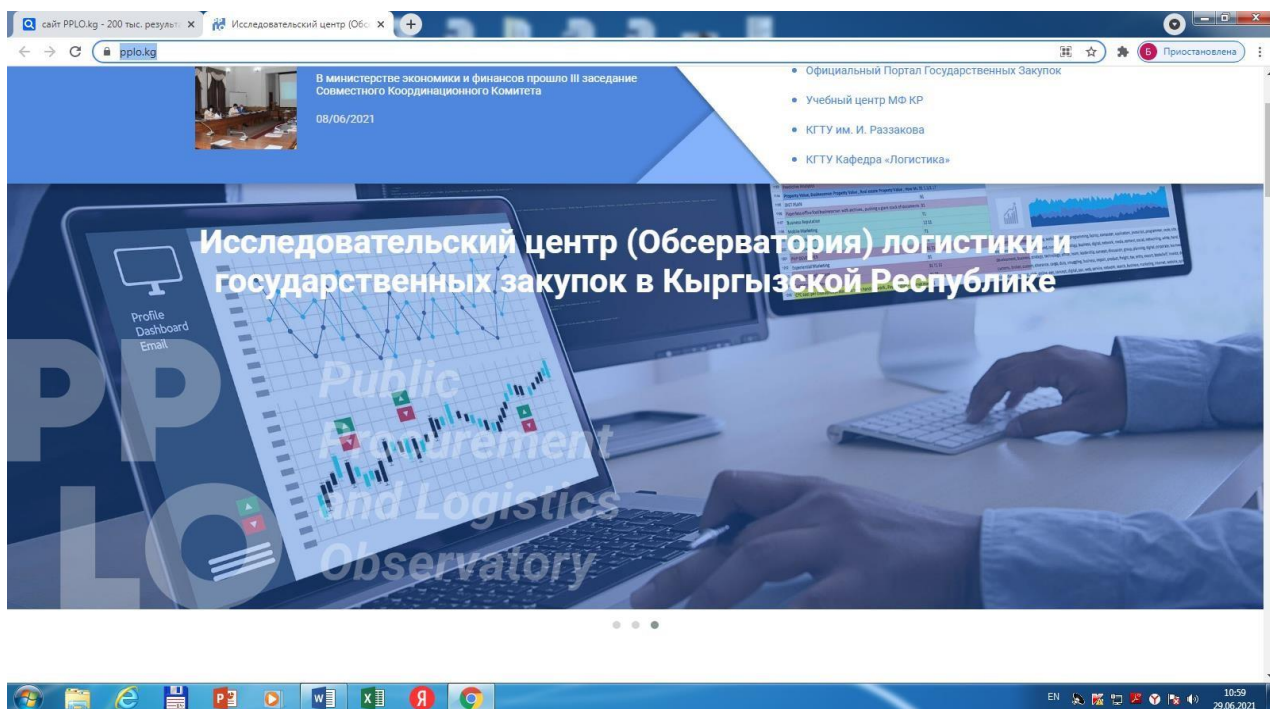 сайт PPLO.kg - 200 тыс. результ
Исследовательский центр (Обс
pplo.kg
Б
Приостановлена
В министерстве экономики и финансов прошло III заседание
Совместного Координационного Комитета
08/06/2021
Официальный Портал Государственных Закупок
Учебный центр МФ КР
КГТУ им. И. Раззакова
КГТУ Кафедра «Логистика»
Исследовательский центр (Обсерватория) логистики и
государственных закупок в Кыргызской Республике
Profile
Dashboard
Email
PP
LO
Public
Procurement
and Logistics
Observatory
EN
10:59
29.06.2021